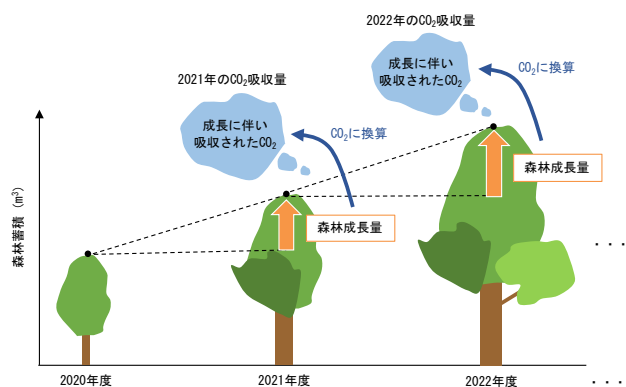 2022年のCO₂吸収量
成長に伴い
吸収されたCO₂
CO₂に換算
2021年のCO₂吸収量
成長に伴い
吸収されたCO₂
CO₂に換算
森林成長量
森林成長量
森林蓄積 (m³)
・・・
2020年度
2021年度
2022年度
・・・